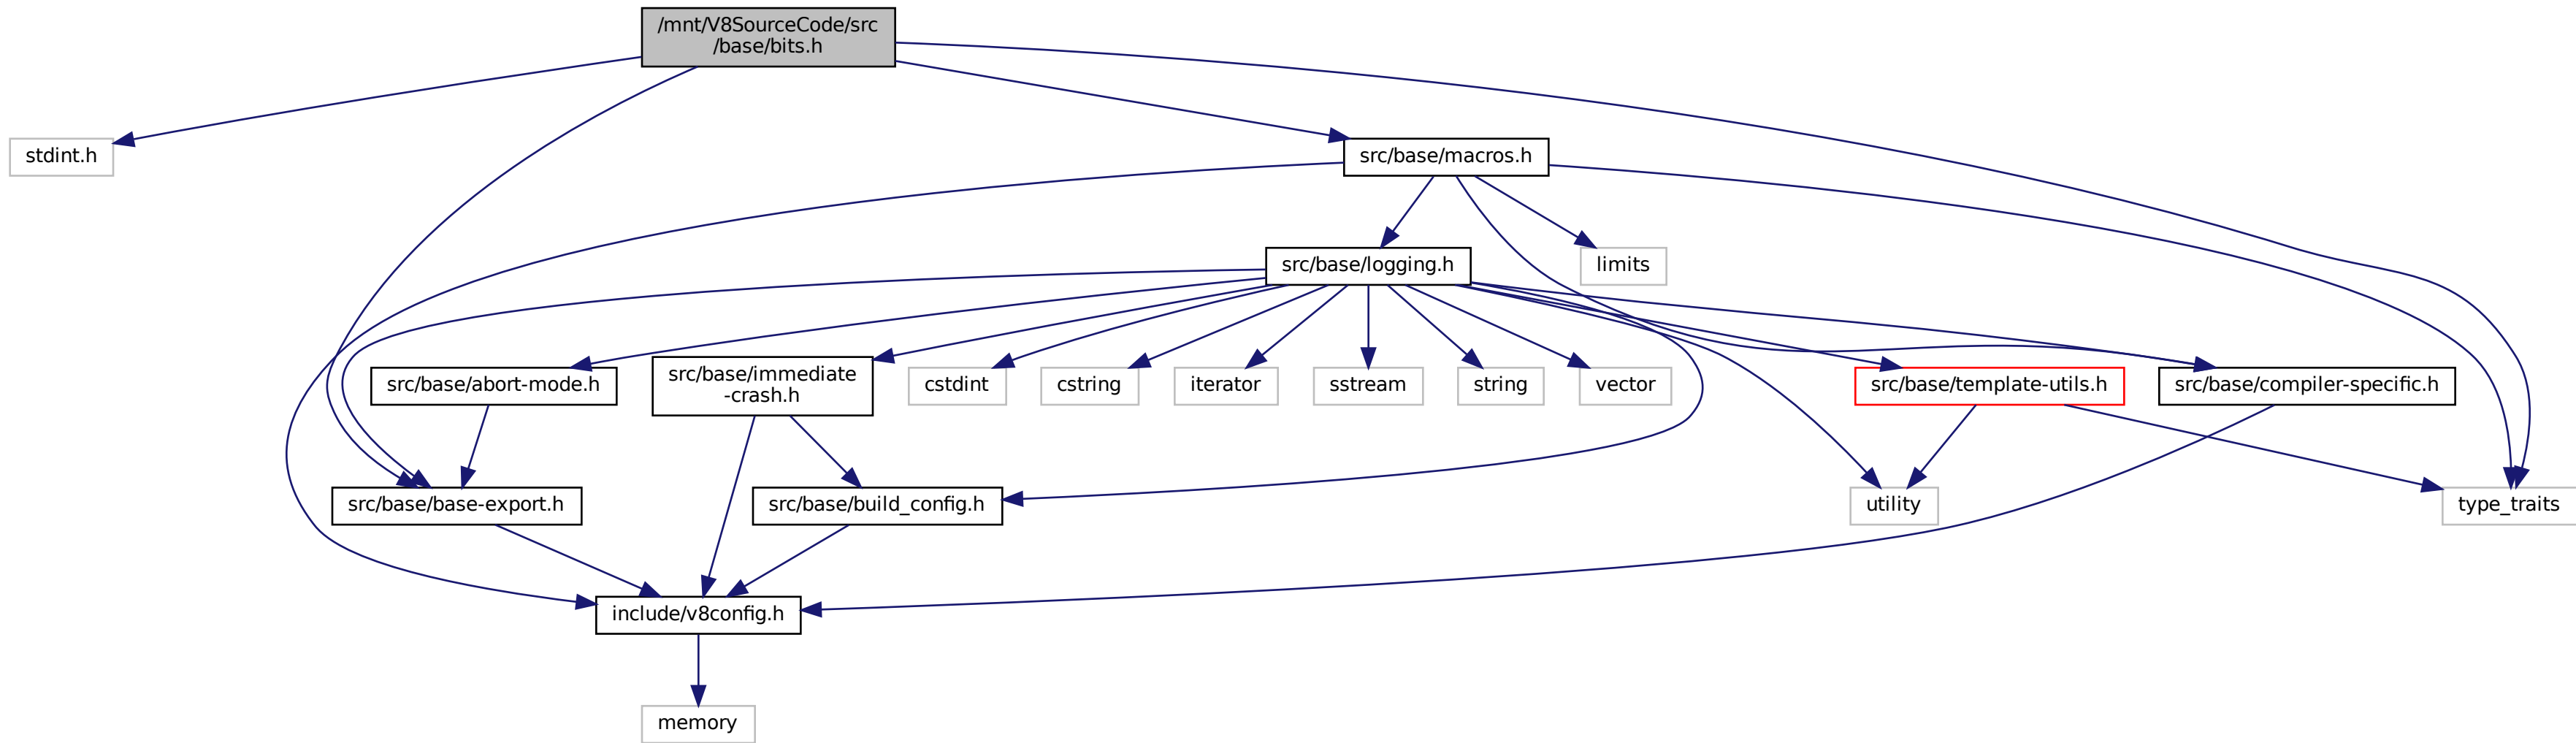 /mnt/V8SourceCode/src
/base/bits.h
stdint.h
src/base/macros.h
src/base/logging.h
limits
src/base/abort-mode.h
src/base/immediate
-crash.h
cstdint
cstring
iterator
sstream
string
vector
src/base/template-utils.h
src/base/compiler-specific.h
src/base/base-export.h
src/base/build_config.h
utility
type_traits
include/v8config.h
memory